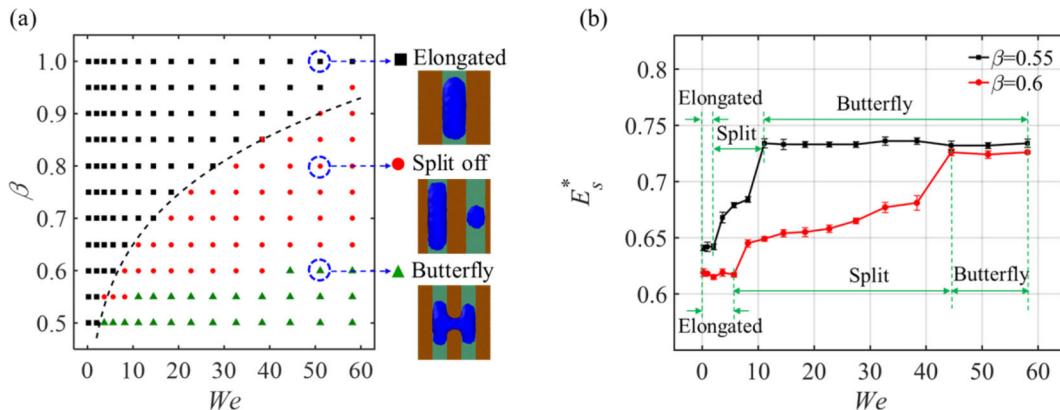 (a)
1.0
0.9
0.8
0.7
0.6
0.5
β
0 10 20 30 40 50 60
We
Elongated
Split off
Butterfly
(b)
0.8
0.75
0.7
0.65
0.6
E*s
0 10 20 30 40 50 60
We
β=0.55
β=0.6
Elongated
Split
Butterfly
Split
Butterfly
Elongated